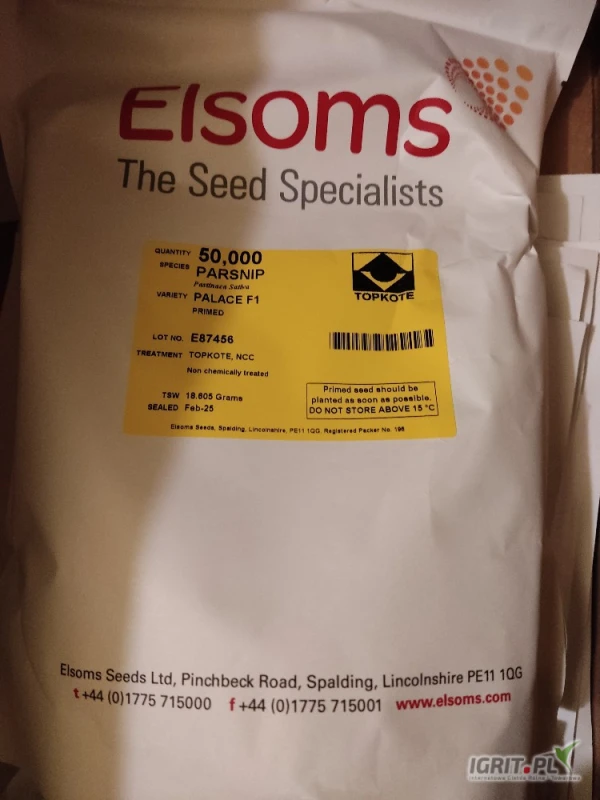 Elsoms
The Seed Specialists
QUANTITY 50,000
SPECIES PARSNIP
Pastinaca Sativa
VARIETY PALACE F1
PRIMED
TOPKOTE
LOT NO. E87456
TREATMENT TOPKOTE, NCC
Non chemically treated
TSW 18.605 Grams
SEALED Feb-25
Primed seed should be
planted as soon as possible.
DO NOT STORE ABOVE 15 °C
Elsoms Seeds, Spalding, Lincolnshire, PE11 1QG. Registered Packer No. 196
Elsoms Seeds Ltd, Pinchbeck Road, Spalding, Lincolnshire PE11 1QG
t +44 (0)1775 715000 f +44 (0)1775 715001 www.elsoms.com
IGRIT.PL